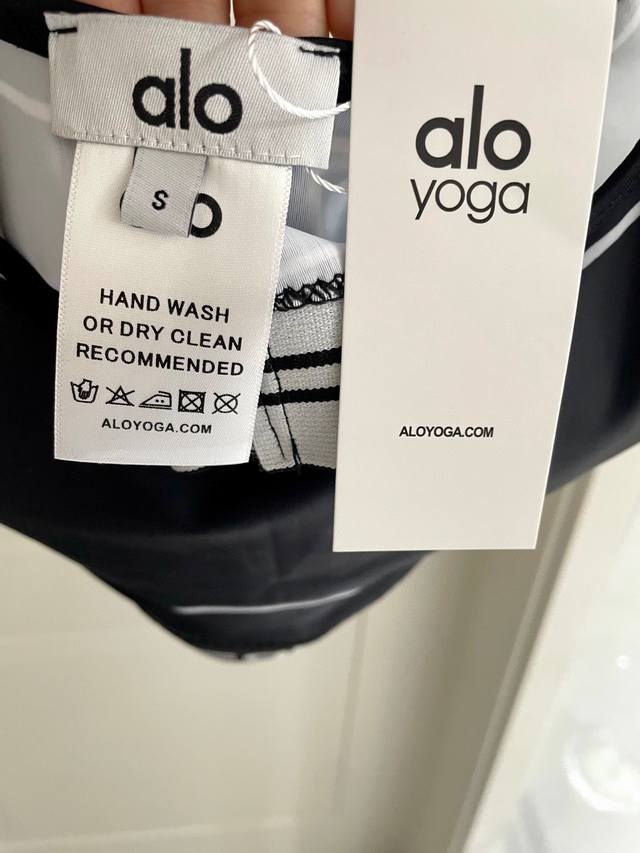 alo
S
HAND WASH
OR DRY CLEAN
RECOMMENDED
ALOYOGA.COM
alo
yoga
ALOYOGA.COM